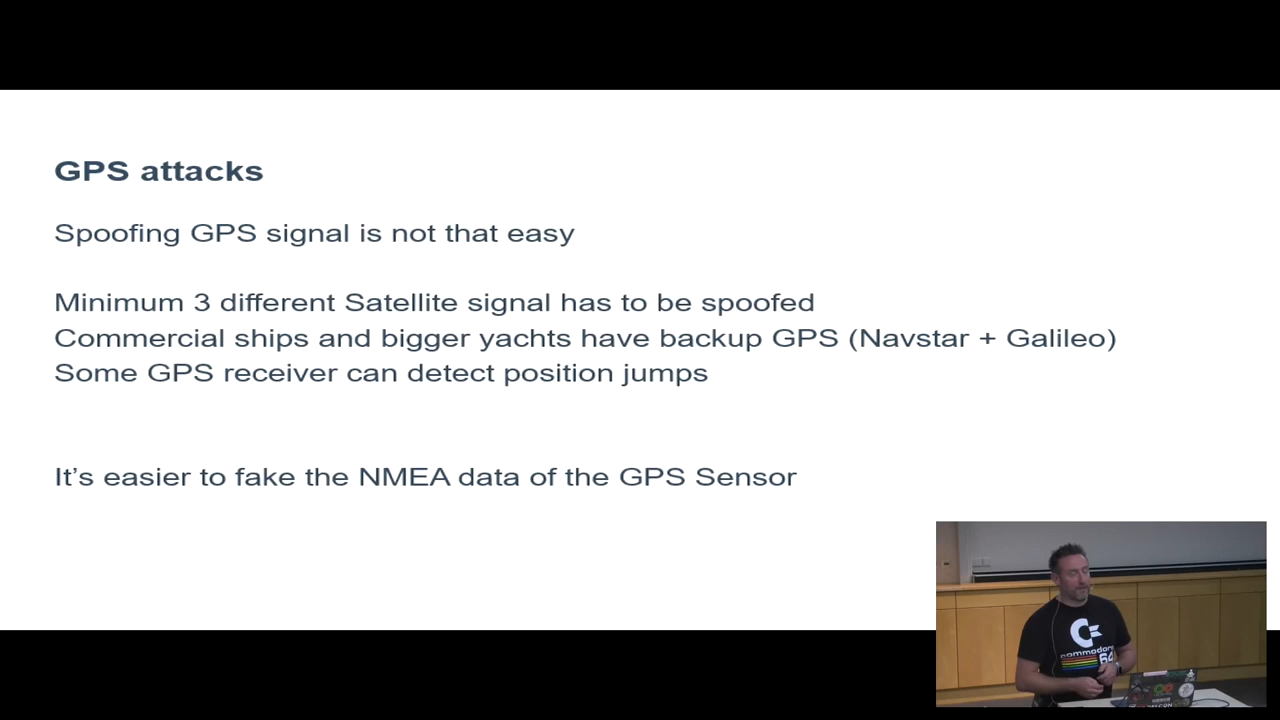 GPS attacks
Spoofing GPS signal is not that easy
Minimum 3 different Satellite signal has to be spoofed
Commercial ships and bigger yachts have backup GPS (Navstar + Galileo)
Some GPS receiver can detect position jumps
It’s easier to fake the NMEA data of the GPS Sensor
commodore
64